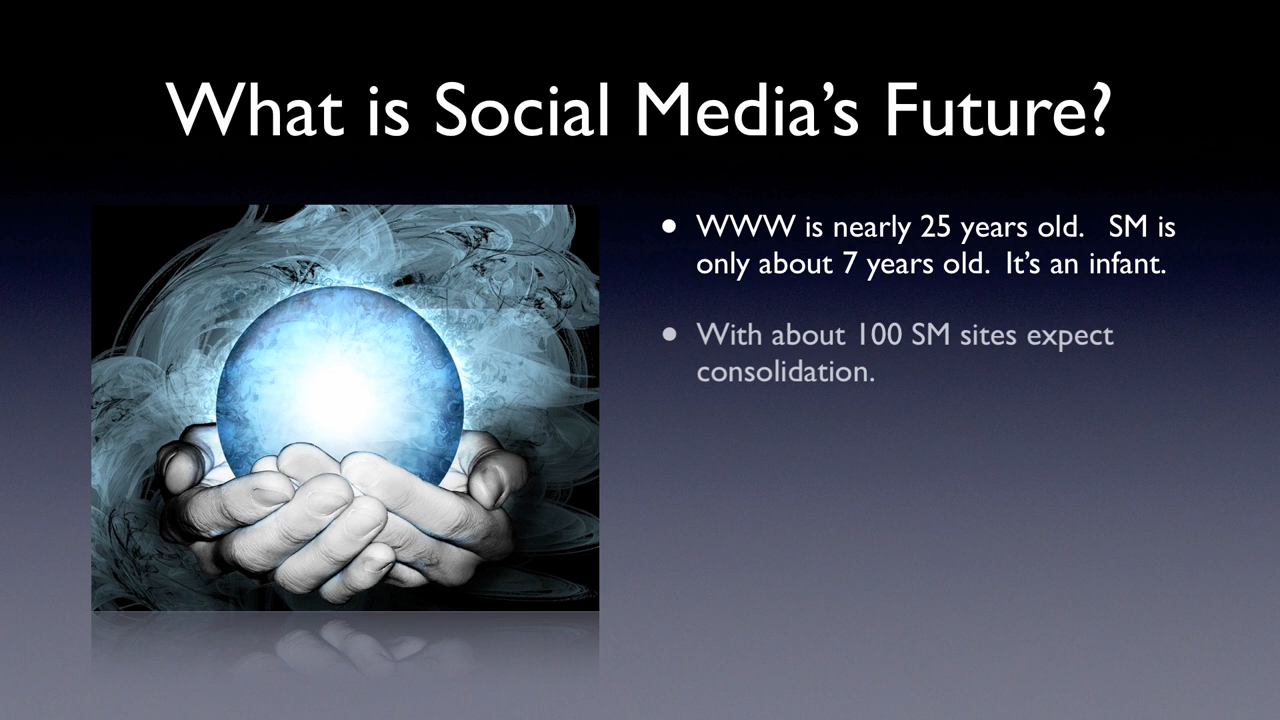 What is Social Media’s Future?
• WWW is nearly 25 years old.   SM is
only about 7 years old.  It’s an infant.
• With about 100 SM sites expect
consolidation.